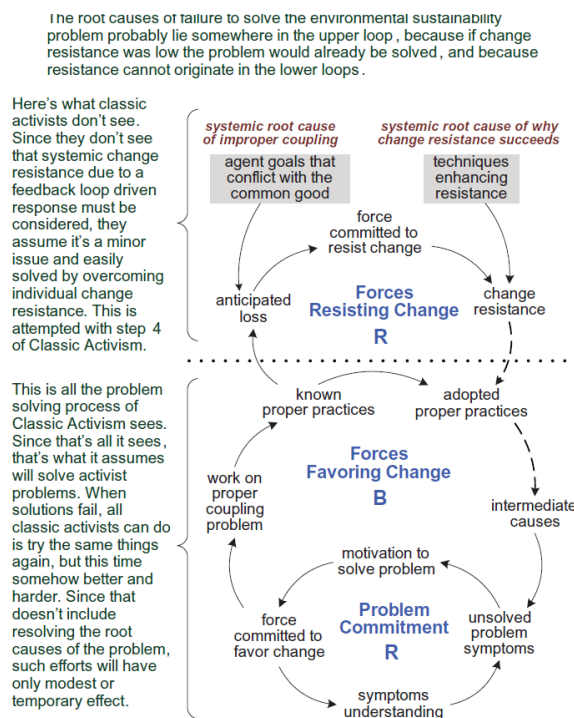 The root causes of failure to solve the environmental sustainability
problem probably lie somewhere in the upper loop, because if change
resistance was low the problem would already be solved, and because
resistance cannot originate in the lower loops.
Here's what classic
activists don't see.
Since they don't see
that systemic change
resistance due to a
feedback loop driven
response must be
considered, they
assume it's a minor
issue and easily
solved by overcoming
individual change
resistance. This is
attempted with step 4
of Classic Activism.
systemic root cause
of improper coupling
agent goals that
conflict with the
common good
systemic root cause of why
change resistance succeeds
techniques
enhancing
resistance
force
committed to
resist change
anticipated
loss
Forces
Resisting Change
R
change
resistance
This is all the problem
solving process of
Classic Activism sees.
Since that's all it sees,
that's what it assumes
will solve activist
problems. When
solutions fail, all
classic activists can do
is try the same things
again, but this time
somehow better and
harder. Since that
doesn't include
resolving the root
causes of the problem,
such efforts will have
only modest or
temporary effect.
known
proper practices
adopted
proper practices
Forces
Favoring Change
B
work on
proper
coupling
problem
intermediate
causes
motivation to
solve problem
force
committed to
favor change
Problem
Commitment
R
unsolved
problem
symptoms
symptoms
understanding